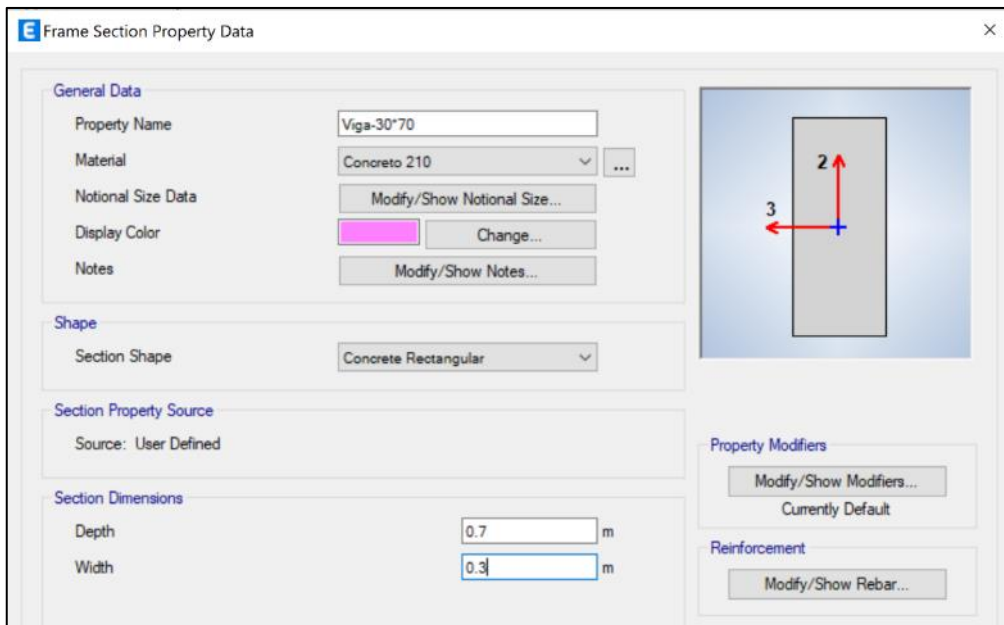 E Frame Section Property Data
General Data
Property Name Viga-30*70
Material Concreto 210 ...
Notional Size Data Modify/Show Notional Size...
Display Color Change...
Notes Modify/Show Notes...
2
3
Shape
Section Shape Concrete Rectangular
Section Property Source
Source: User Defined
Property Modifiers
Modify/Show Modifiers...
Currently Default
Section Dimensions
Depth 0.7 m
Width 0.3 m
Reinforcement
Modify/Show Rebar...